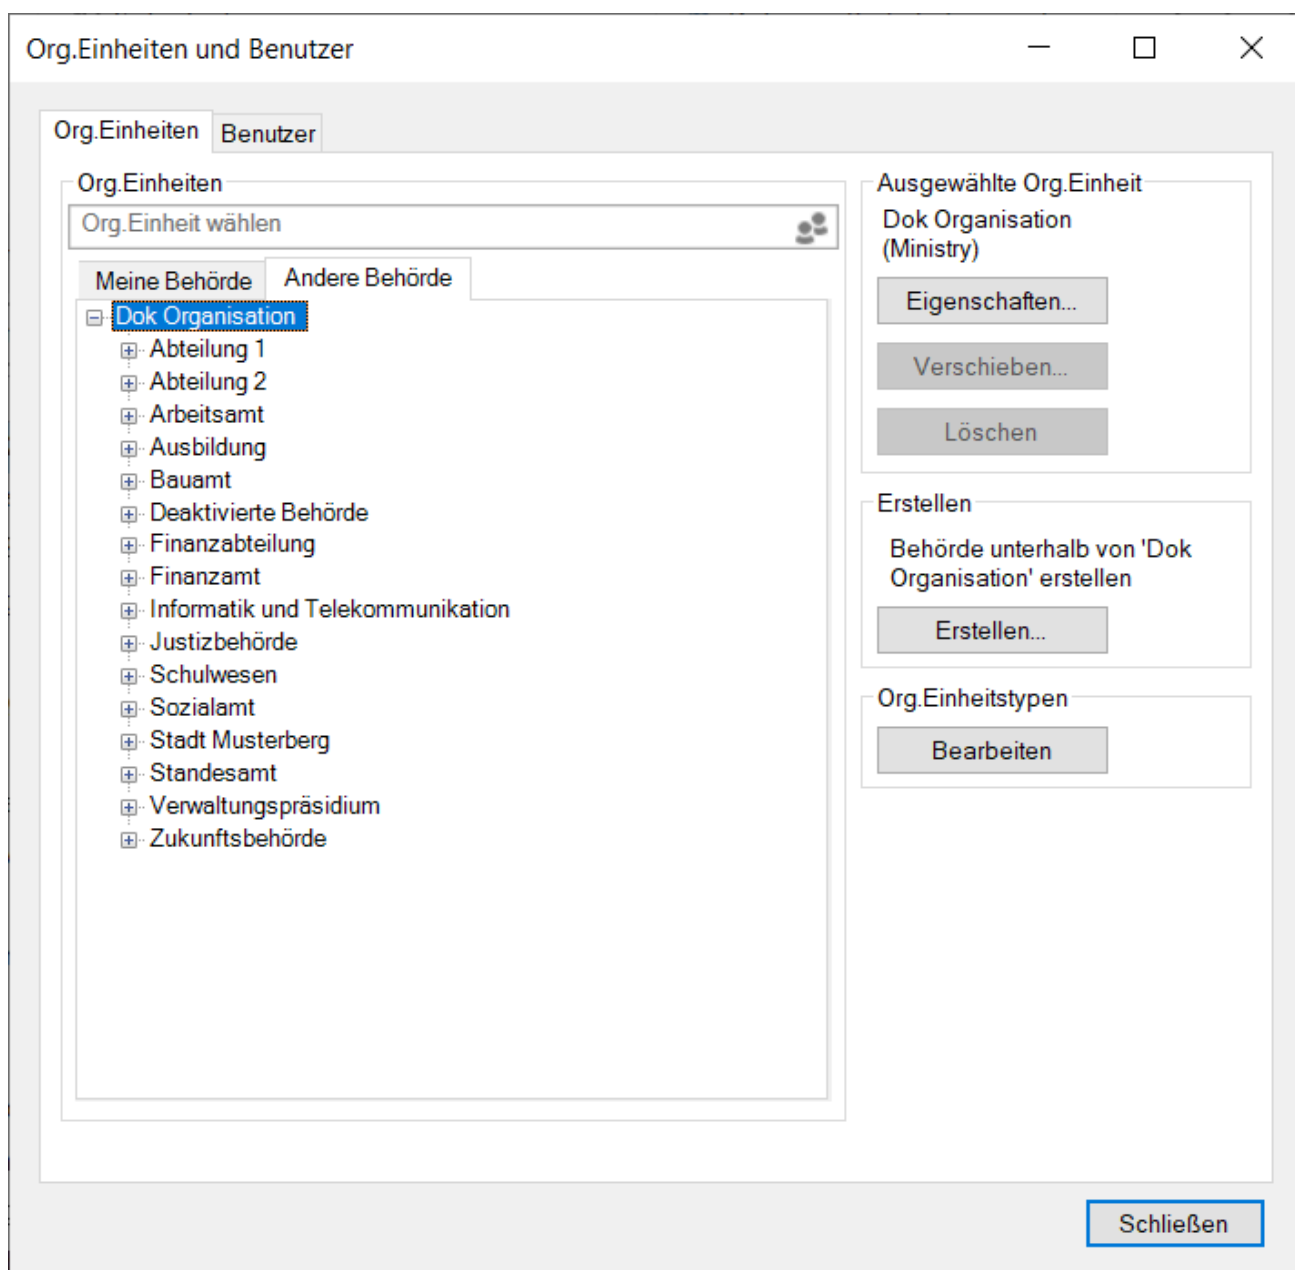 Org.Einheiten und Benutzer
Org.Einheiten
Benutzer
Org.Einheiten
Org.Einheit wählen
Meine Behörde
Andere Behörde
Dok Organisation
Abteilung 1
Abteilung 2
Arbeitsamt
Ausbildung
Bauamt
Deaktivierte Behörde
Finanzabteilung
Finanzamt
Informatik und Telekommunikation
Justizbehörde
Schulwesen
Sozialamt
Stadt Musterberg
Standesamt
Verwaltungspräsidium
Zukunftsbehörde
Ausgewählte Org.Einheit
Dok Organisation
(Ministry)
Eigenschaften...
Verschieben...
Löschen
Erstellen
Behörde unterhalb von 'Dok
Organisation' erstellen
Erstellen...
Org.Einheitstypen
Bearbeiten
Schließen